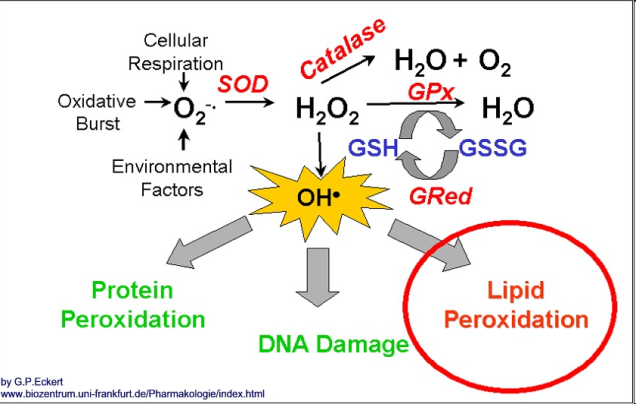 Cellular
Respiration
Oxidative
Burst
O₂⁻·
Environmental
Factors
SOD
H₂O₂
Catalase
H₂O + O₂
GPx
H₂O
GSH
GSSG
GRed
OH•
Protein
Peroxidation
DNA Damage
Lipid
Peroxidation
by G.P.Eckert
www.biozentrum.uni-frankfurt.de/Pharmakologie/index.html